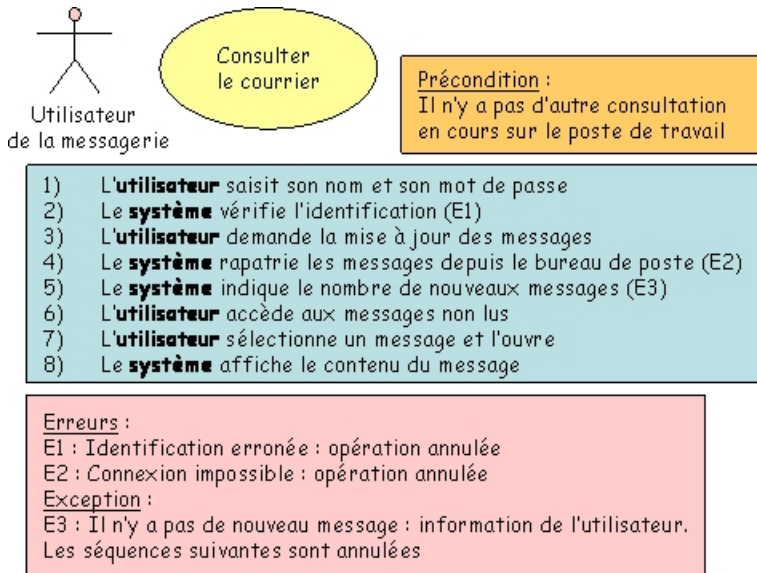 Consulter
le courrier
Utilisateur
de la messagerie
Précondition :
Il n'y a pas d'autre consultation
en cours sur le poste de travail
1) L'utilisateur saisit son nom et son mot de passe
2) Le système vérifie l'identification (E1)
3) L'utilisateur demande la mise à jour des messages
4) Le système rapatrie les messages depuis le bureau de poste (E2)
5) Le système indique le nombre de nouveaux messages (E3)
6) L'utilisateur accède aux messages non lus
7) L'utilisateur sélectionne un message et l'ouvre
8) Le système affiche le contenu du message
Erreurs :
E1 : Identification erronée : opération annulée
E2 : Connexion impossible : opération annulée
Exception :
E3 : Il n'y a pas de nouveau message : information de l'utilisateur.
Les séquences suivantes sont annulées